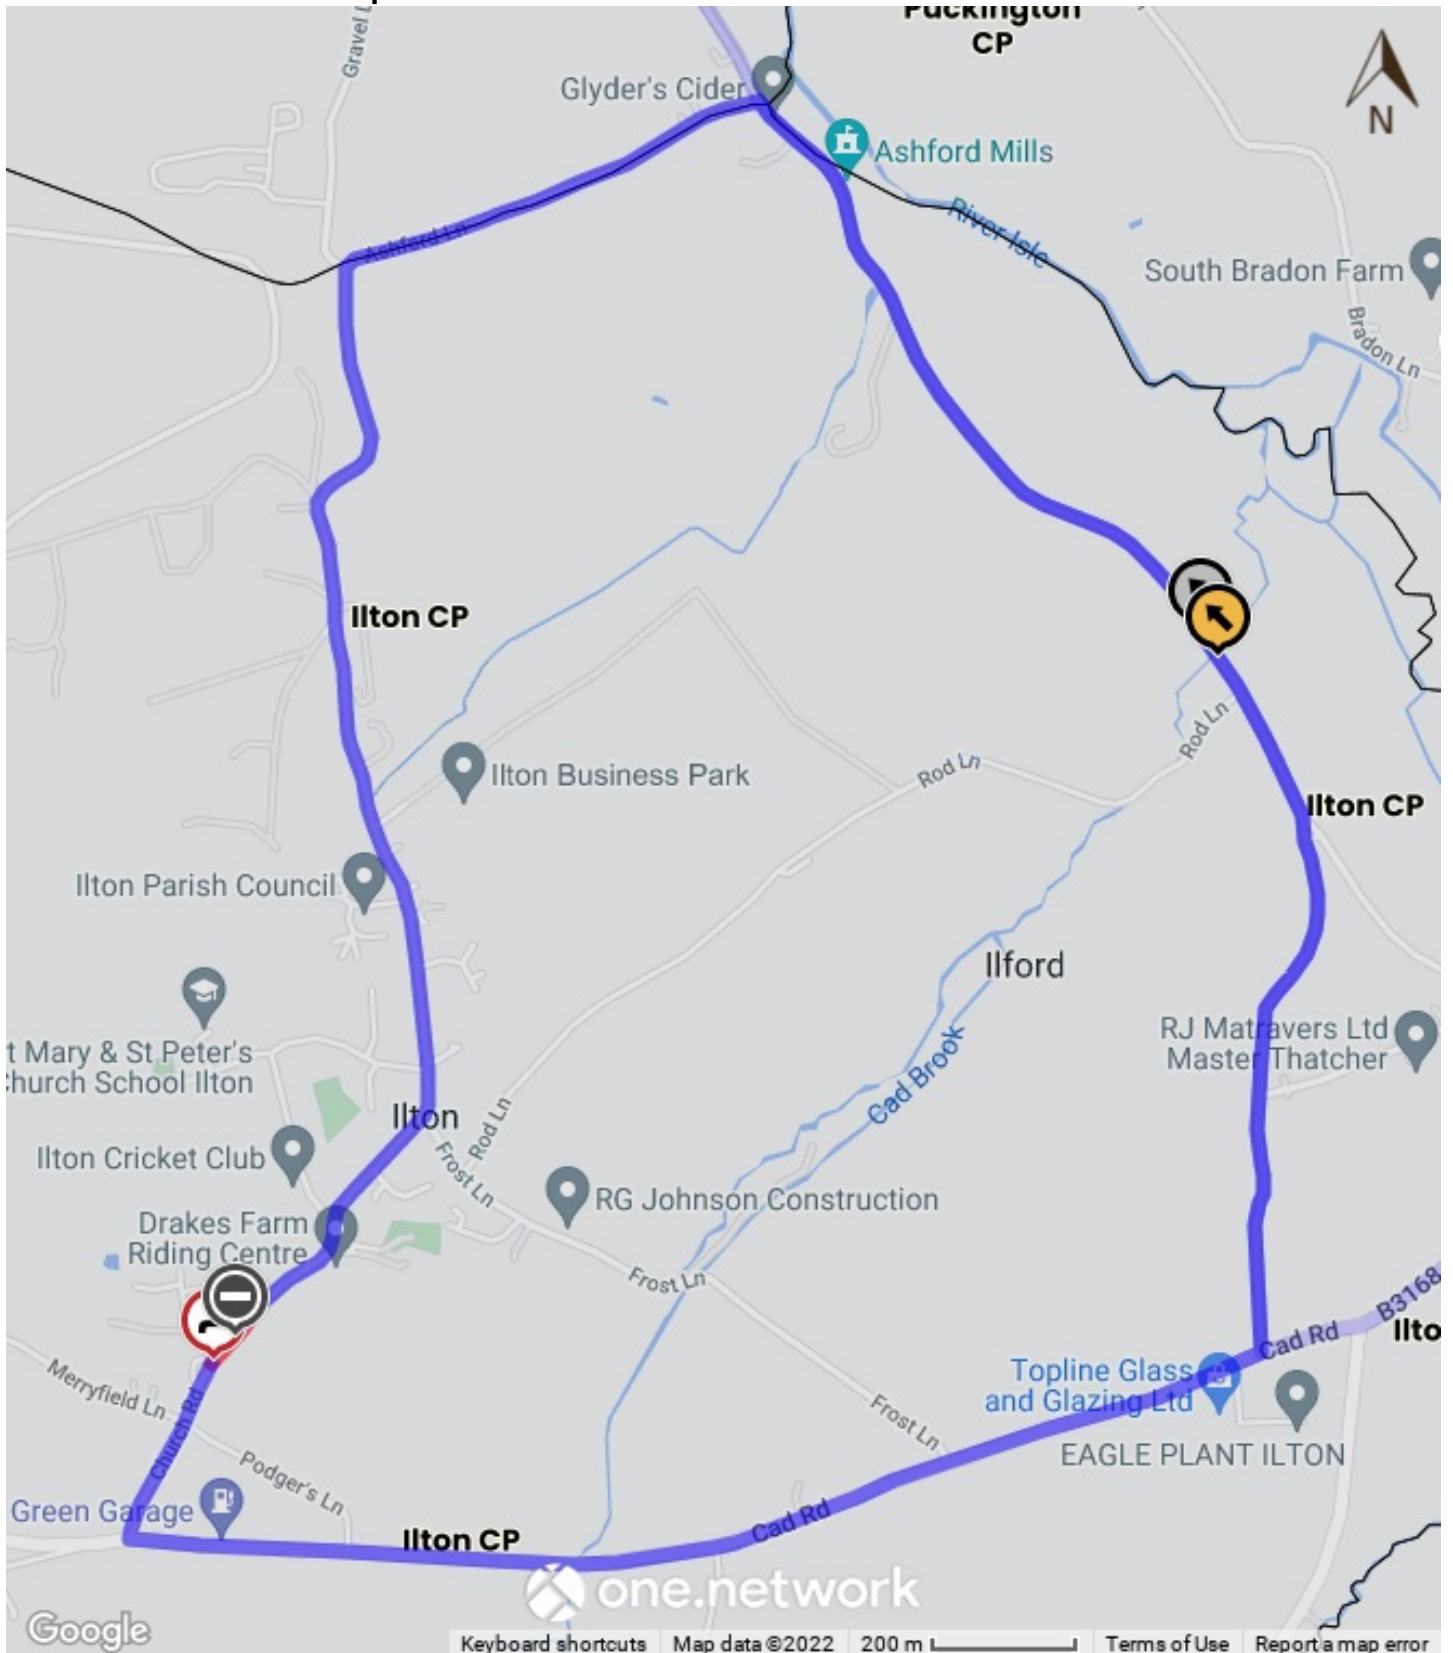 Puckington
CP
Gravel L
Glyder's Cider
N
Ashford Mills
River Isle
Ashford Ln
South Bradon Farm
Bradon Ln
Ilton CP
Rod Ln
Rod Ln
Ilton Business Park
Ilton CP
Ilton Parish Council
Ilford
RJ Matravers Ltd
Master Thatcher
t Mary & St Peter's
hurch School Ilton
Cad Brook
Ilton
Rod Ln
Ilton Cricket Club
Frost Ln
RG Johnson Construction
Drakes Farm
Riding Centre
Frost Ln
B3168
Ilto
Cad Rd
Topline Glass
and Glazing Ltd
Merryfield Ln
Church Rd
Frost Ln
EAGLE PLANT ILTON
Podger's Ln
Green Garage
Cad Rd
Ilton CP
one.network
Google
Keyboard shortcuts
Map data ©2022
200 m
Terms of Use
Report a map error